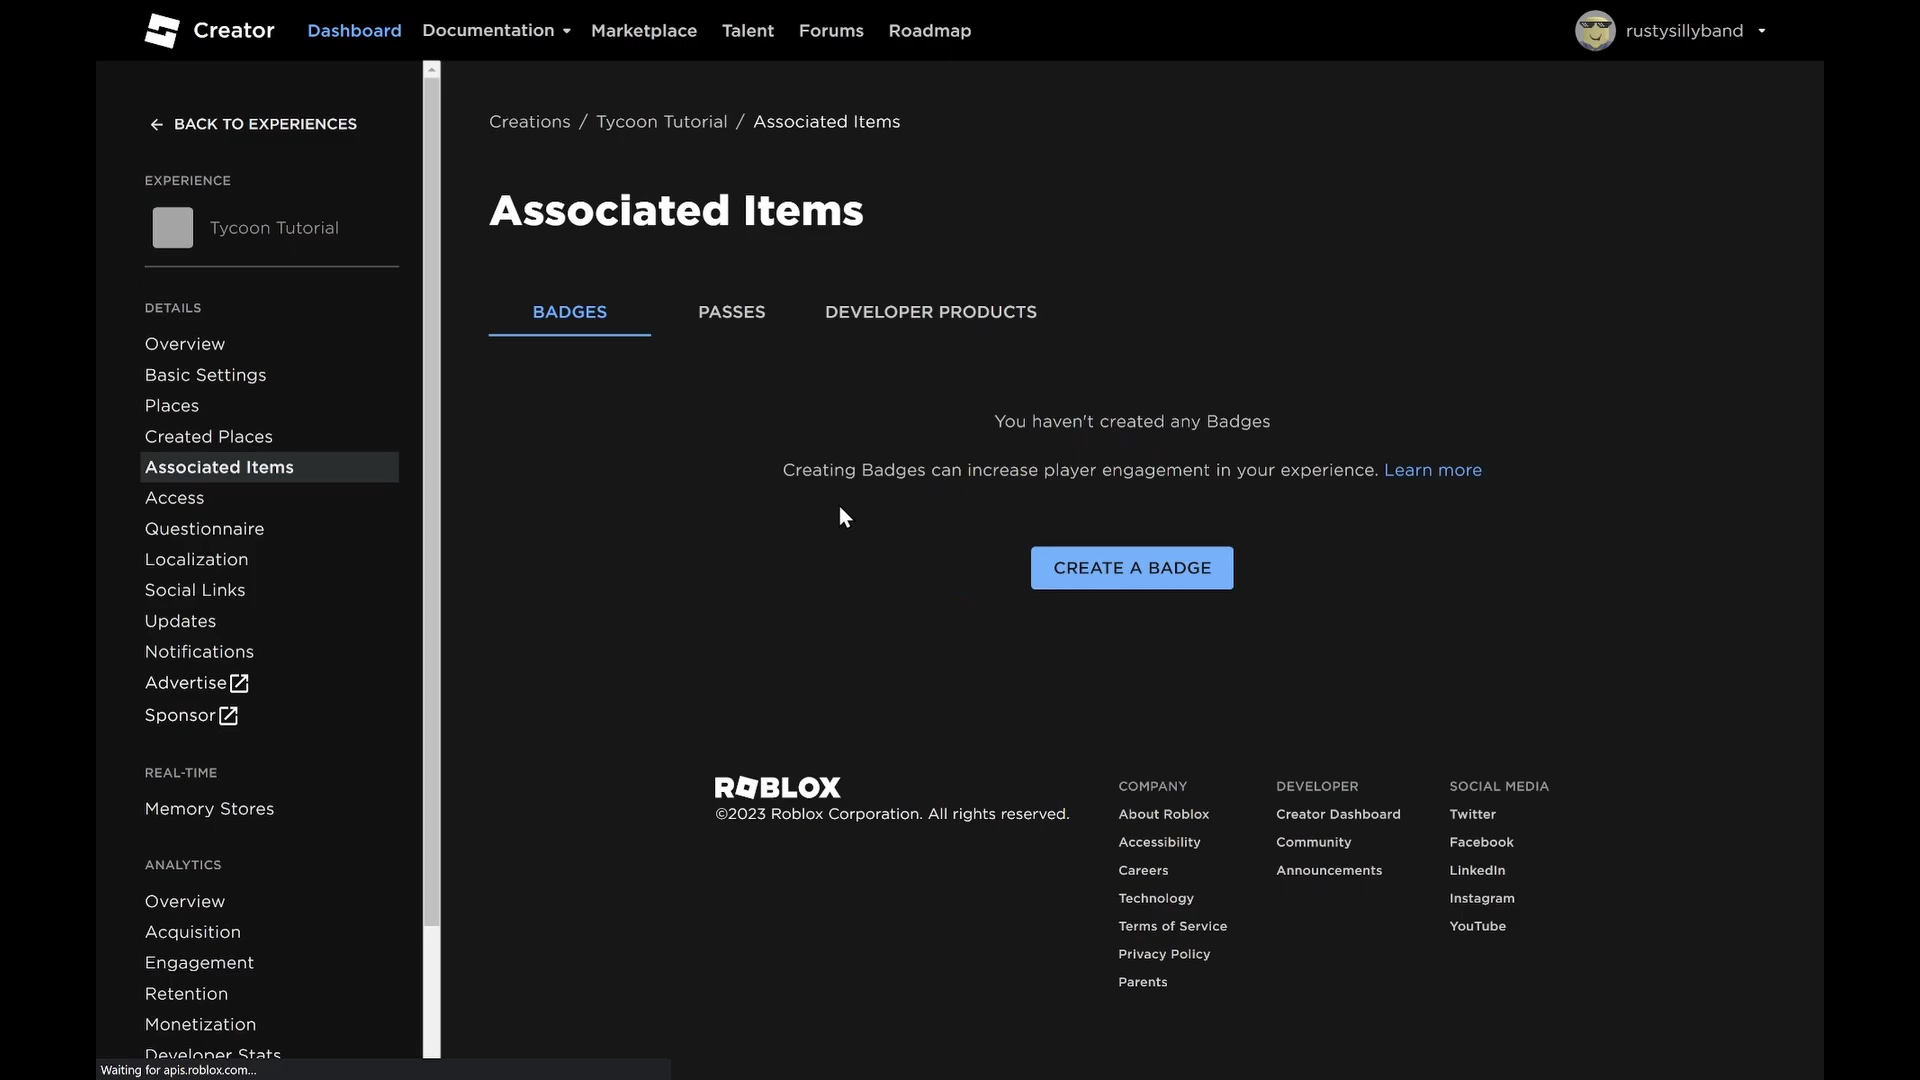 Creator Dashboard Documentation Marketplace Talent Forums Roadmap rustysillyband
BACK TO EXPERIENCES
EXPERIENCE
Tycoon Tutorial
DETAILS
Overview
Basic Settings
Places
Created Places
Associated Items
Access
Questionnaire
Localization
Social Links
Updates
Notifications
Advertise
Sponsor
REAL-TIME
Memory Stores
ANALYTICS
Overview
Acquisition
Engagement
Retention
Monetization
Developer Stats
Creations / Tycoon Tutorial / Associated Items
Associated Items
BADGES PASSES DEVELOPER PRODUCTS
You haven't created any Badges
Creating Badges can increase player engagement in your experience. Learn more
CREATE A BADGE
ROBLOX
©2023 Roblox Corporation. All rights reserved.
COMPANY
About Roblox
Accessibility
Careers
Technology
Terms of Service
Privacy Policy
Parents
DEVELOPER
Creator Dashboard
Community
Announcements
SOCIAL MEDIA
Twitter
Facebook
LinkedIn
Instagram
YouTube
Waiting for apis.roblox.com...